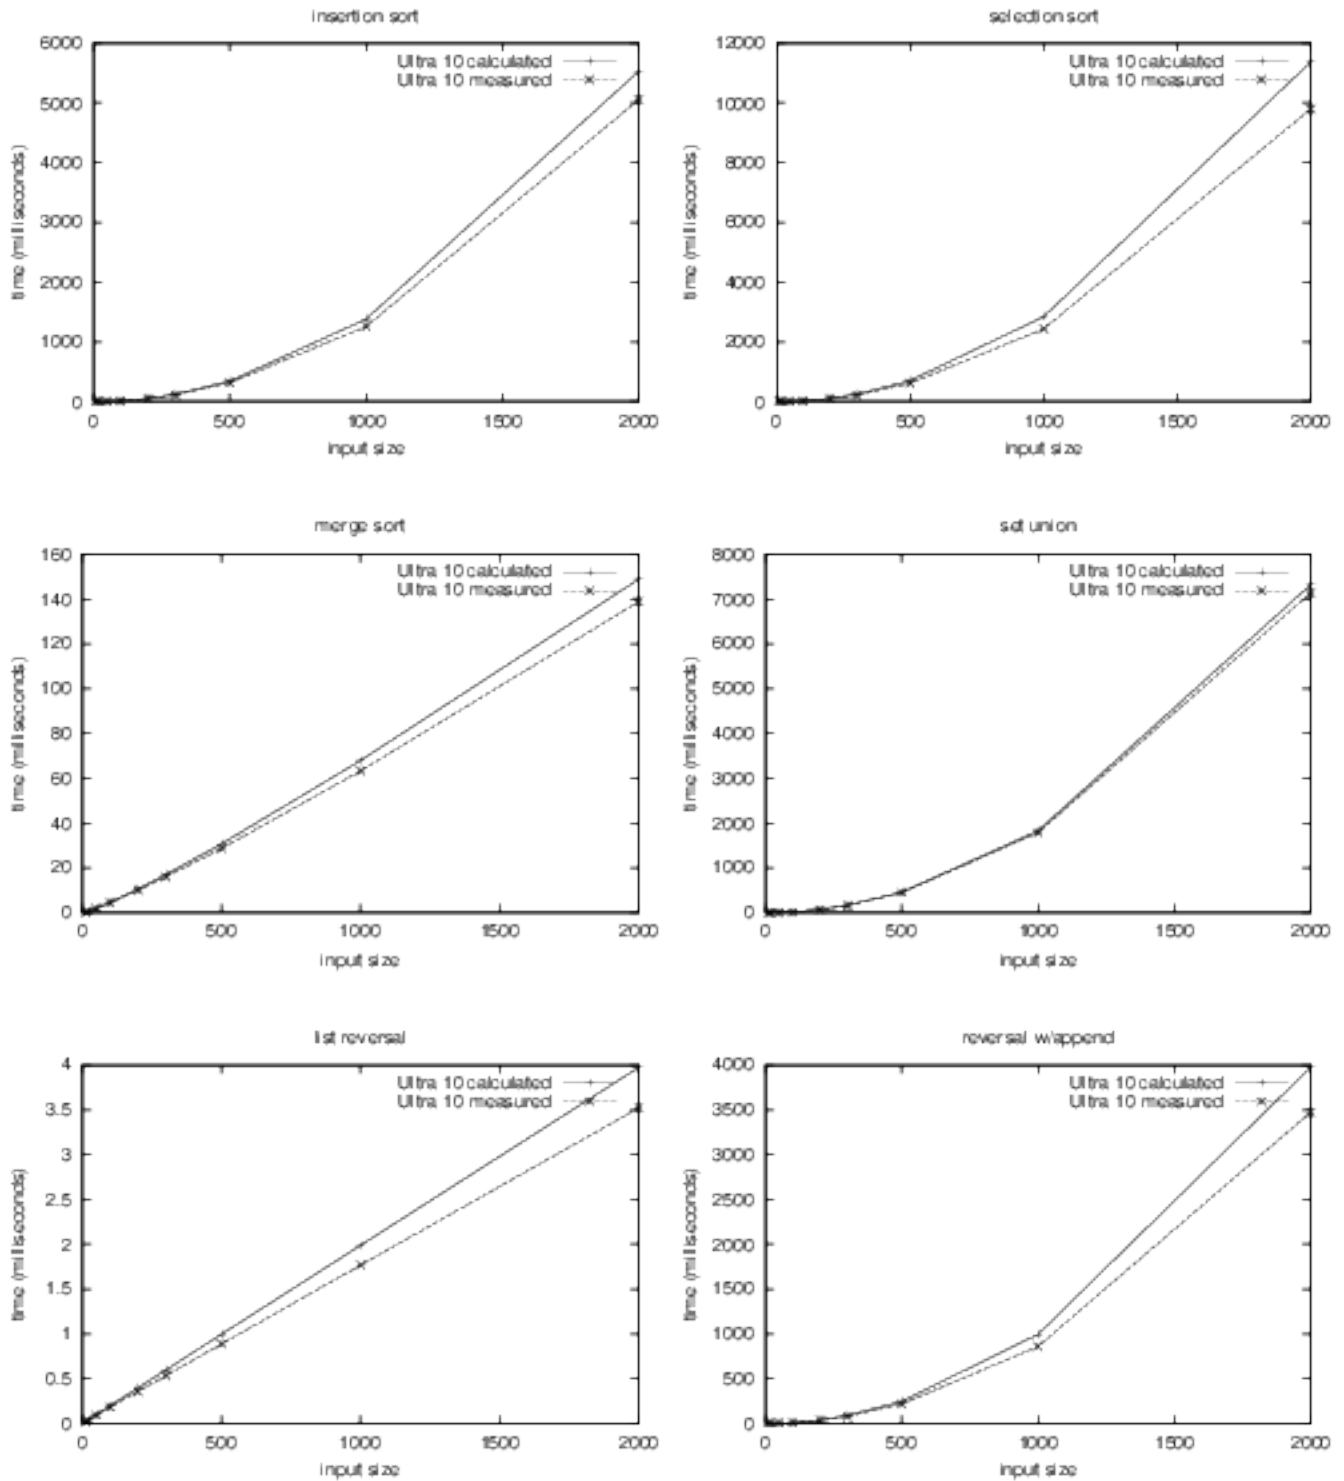 insertion sort
6000
5000
4000
3000
2000
1000
0
time (milliseconds)
Ultra 10 calculated
Ultra 10 measured
0 500 1000 1500 2000
input size
selection sort
12000
10000
8000
6000
4000
2000
0
time (milliseconds)
Ultra 10 calculated
Ultra 10 measured
0 500 1000 1500 2000
input size
merge sort
160
140
120
100
80
60
40
20
0
time (milliseconds)
Ultra 10 calculated
Ultra 10 measured
0 500 1000 1500 2000
input size
set union
8000
7000
6000
5000
4000
3000
2000
1000
0
time (milliseconds)
Ultra 10 calculated
Ultra 10 measured
0 500 1000 1500 2000
input size
list reversal
4
3.5
3
2.5
2
1.5
1
0.5
0
time (milliseconds)
Ultra 10 calculated
Ultra 10 measured
0 500 1000 1500 2000
input size
reversal w/append
4000
3500
3000
2500
2000
1500
1000
500
0
time (milliseconds)
Ultra 10 calculated
Ultra 10 measured
0 500 1000 1500 2000
input size